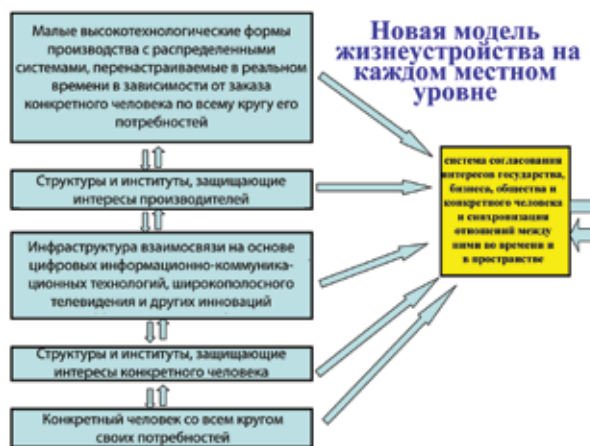 Малые высокотехнологические формы
производства с распределенными
системами, перенастраиваемые в реальном
времени в зависимости от заказа
конкретного человека по всему кругу его
потребностей
Новая модель
жизнеустройства на
каждом местном
уровне
система согласования
интересов государства,
бизнеса, общества и
конкретного человека
и синхронизация
отношений между
ними во времени и
в пространстве
Структуры и институты, защищающие
интересы производителей
Инфраструктура взаимосвязи на основе
цифровых информационно-коммуника-
ционных технологий, широкополосного
телевидения и других инноваций
Структуры и институты, защищающие
интересы конкретного человека
Конкретный человек со всем кругом
своих потребностей